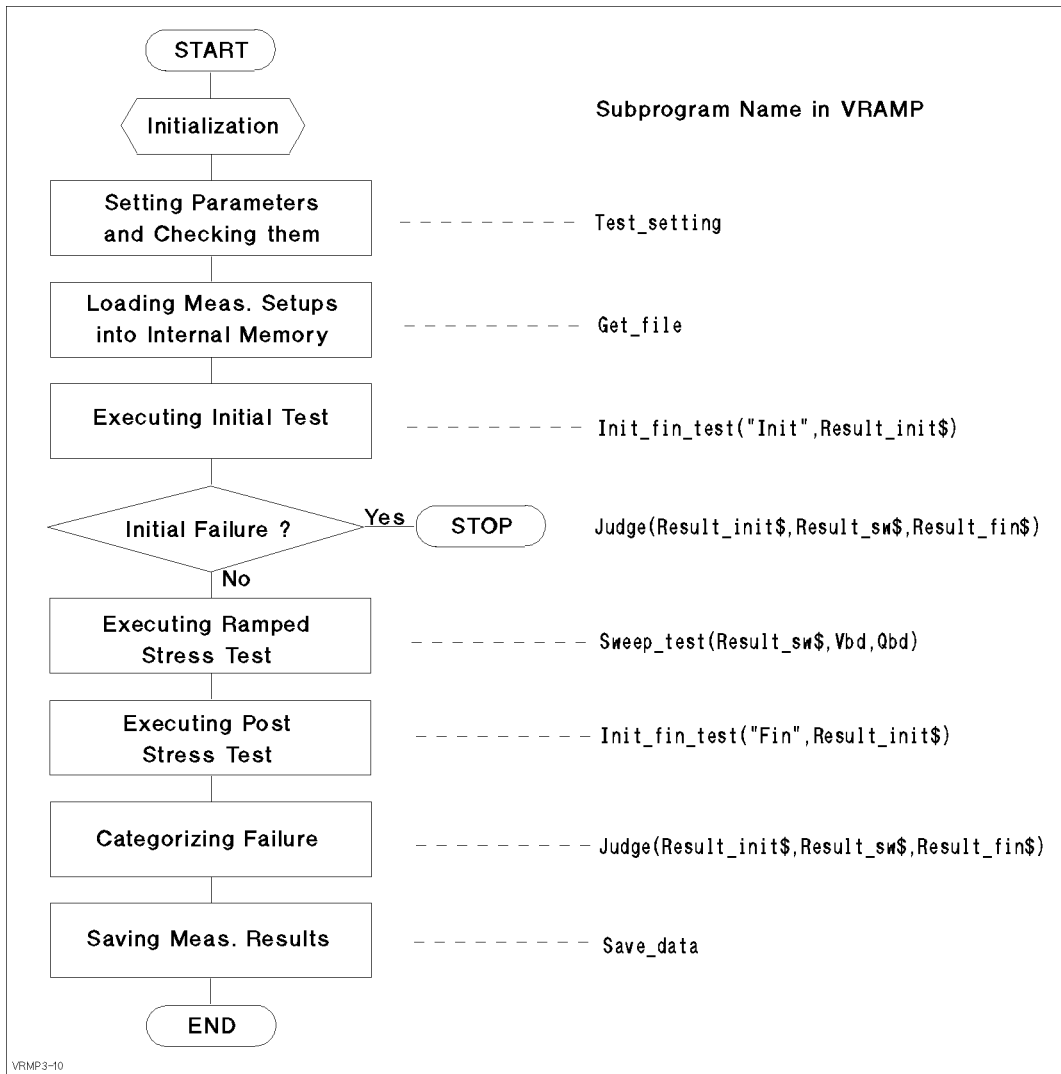 START
Initialization
Subprogram Name in VRAMP
Setting Parameters
and Checking them
Test_setting
Loading Meas. Setups
into Internal Memory
Get_file
Executing Initial Test
Init_fin_test("Init",Result_init$)
Initial Failure ?
Yes
STOP
Judge(Result_init$,Result_sw$,Result_fin$)
No
Executing Ramped
Stress Test
Sweep_test(Result_sw$,Vbd,Qbd)
Executing Post
Stress Test
Init_fin_test("Fin",Result_init$)
Categorizing Failure
Judge(Result_init$,Result_sw$,Result_fin$)
Saving Meas. Results
Save_data
END
VRMP3-10